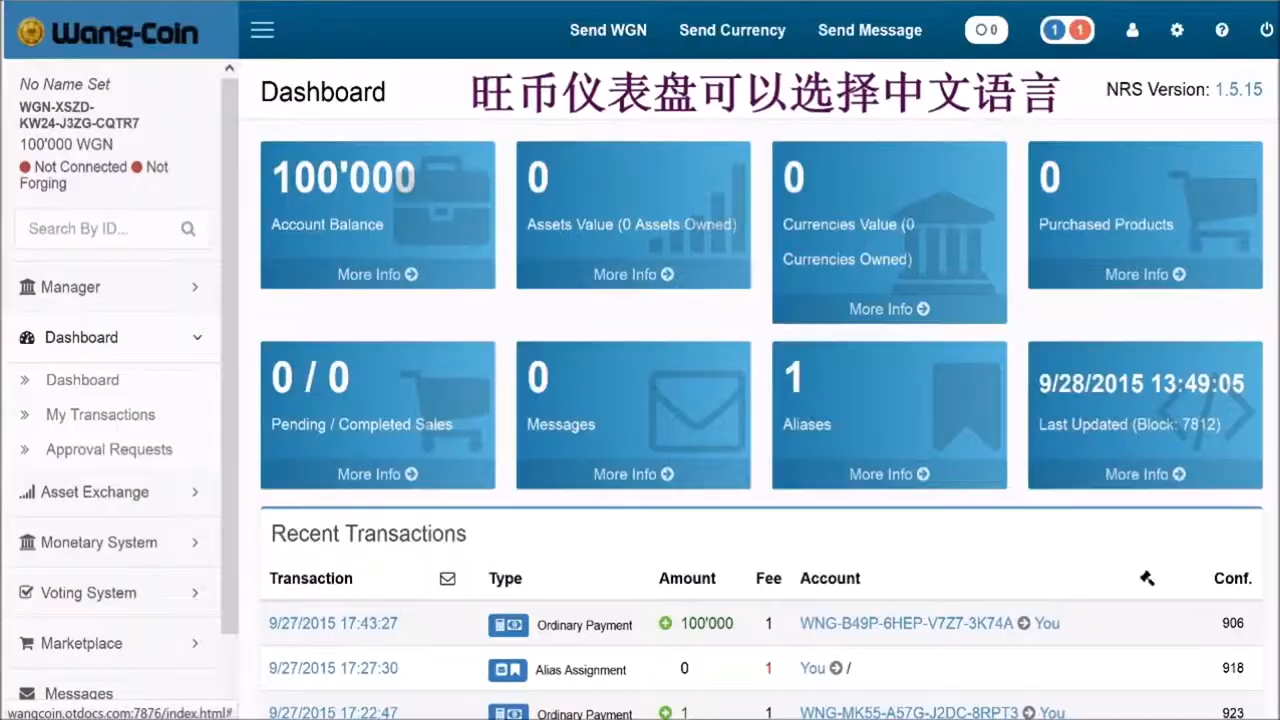 Wang-Coin
Send WGN Send Currency Send Message 0 1 1
No Name Set
WGN-XSZD-
KW24-J3ZG-CQTR7
100'000 WGN
Not Connected Not
Forging
Search By ID...
Manager
Dashboard
Dashboard
My Transactions
Approval Requests
Asset Exchange
Monetary System
Voting System
Marketplace
Messages
wangcoin.otdocs.com:7876/index.html#
Dashboard
旺币仪表盘可以选择中文语言
NRS Version: 1.5.15
100'000
Account Balance
More Info
0
Assets Value (0 Assets Owned)
More Info
0
Currencies Value (0
Currencies Owned)
More Info
0
Purchased Products
More Info
0 / 0
Pending / Completed Sales
More Info
0
Messages
More Info
1
Aliases
More Info
9/28/2015 13:49:05
Last Updated (Block: 7812)
More Info
Recent Transactions
Transaction Type Amount Fee Account Conf.
9/27/2015 17:43:27 Ordinary Payment 100'000 1 WNG-B49P-6HEP-V7Z7-3K74A You 906
9/27/2015 17:27:30 Alias Assignment 0 1 You / 918
9/27/2015 17:22:47 Ordinary Payment 1 1 WNG-MK55-A57G-J2DC-8RPT3 You 923